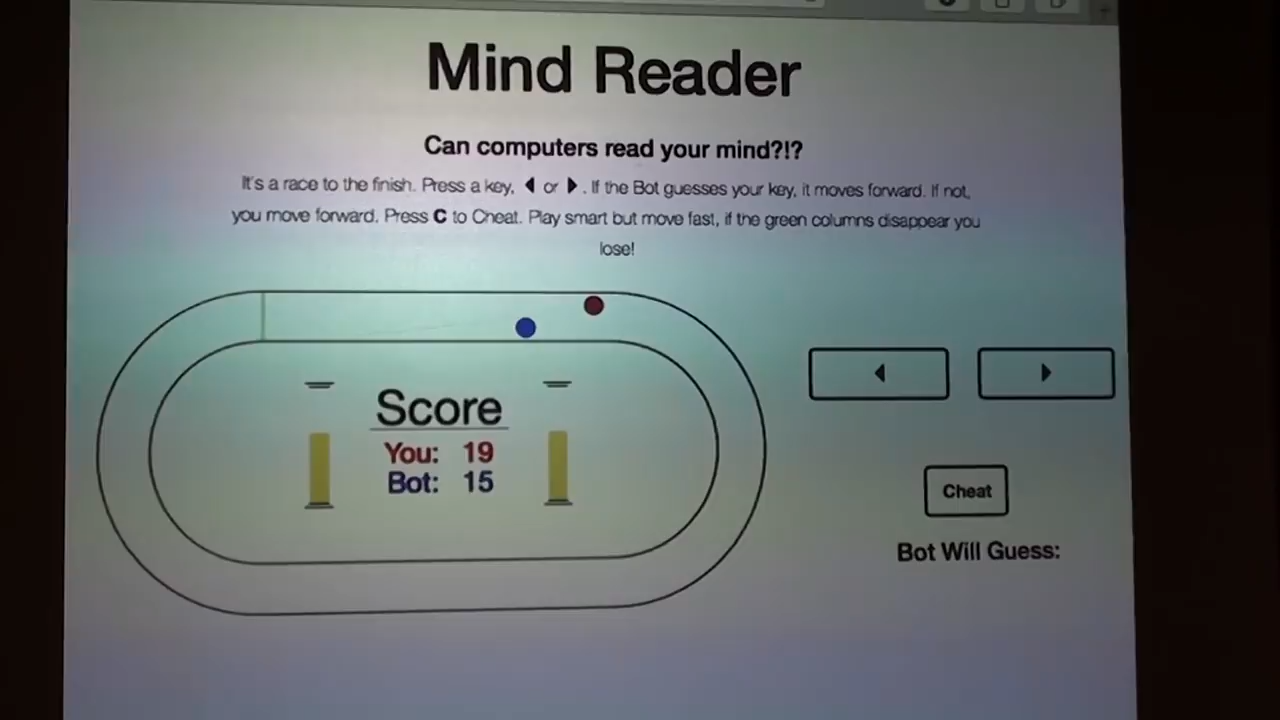 Mind Reader
Can computers read your mind?!?
It's a race to the finish. Press a key, ◀ or ▶. If the Bot guesses your key, it moves forward. If not,
you move forward. Press C to Cheat. Play smart but move fast, if the green columns disappear you
lose!
Score
You: 19
Bot: 15
Cheat
Bot Will Guess: